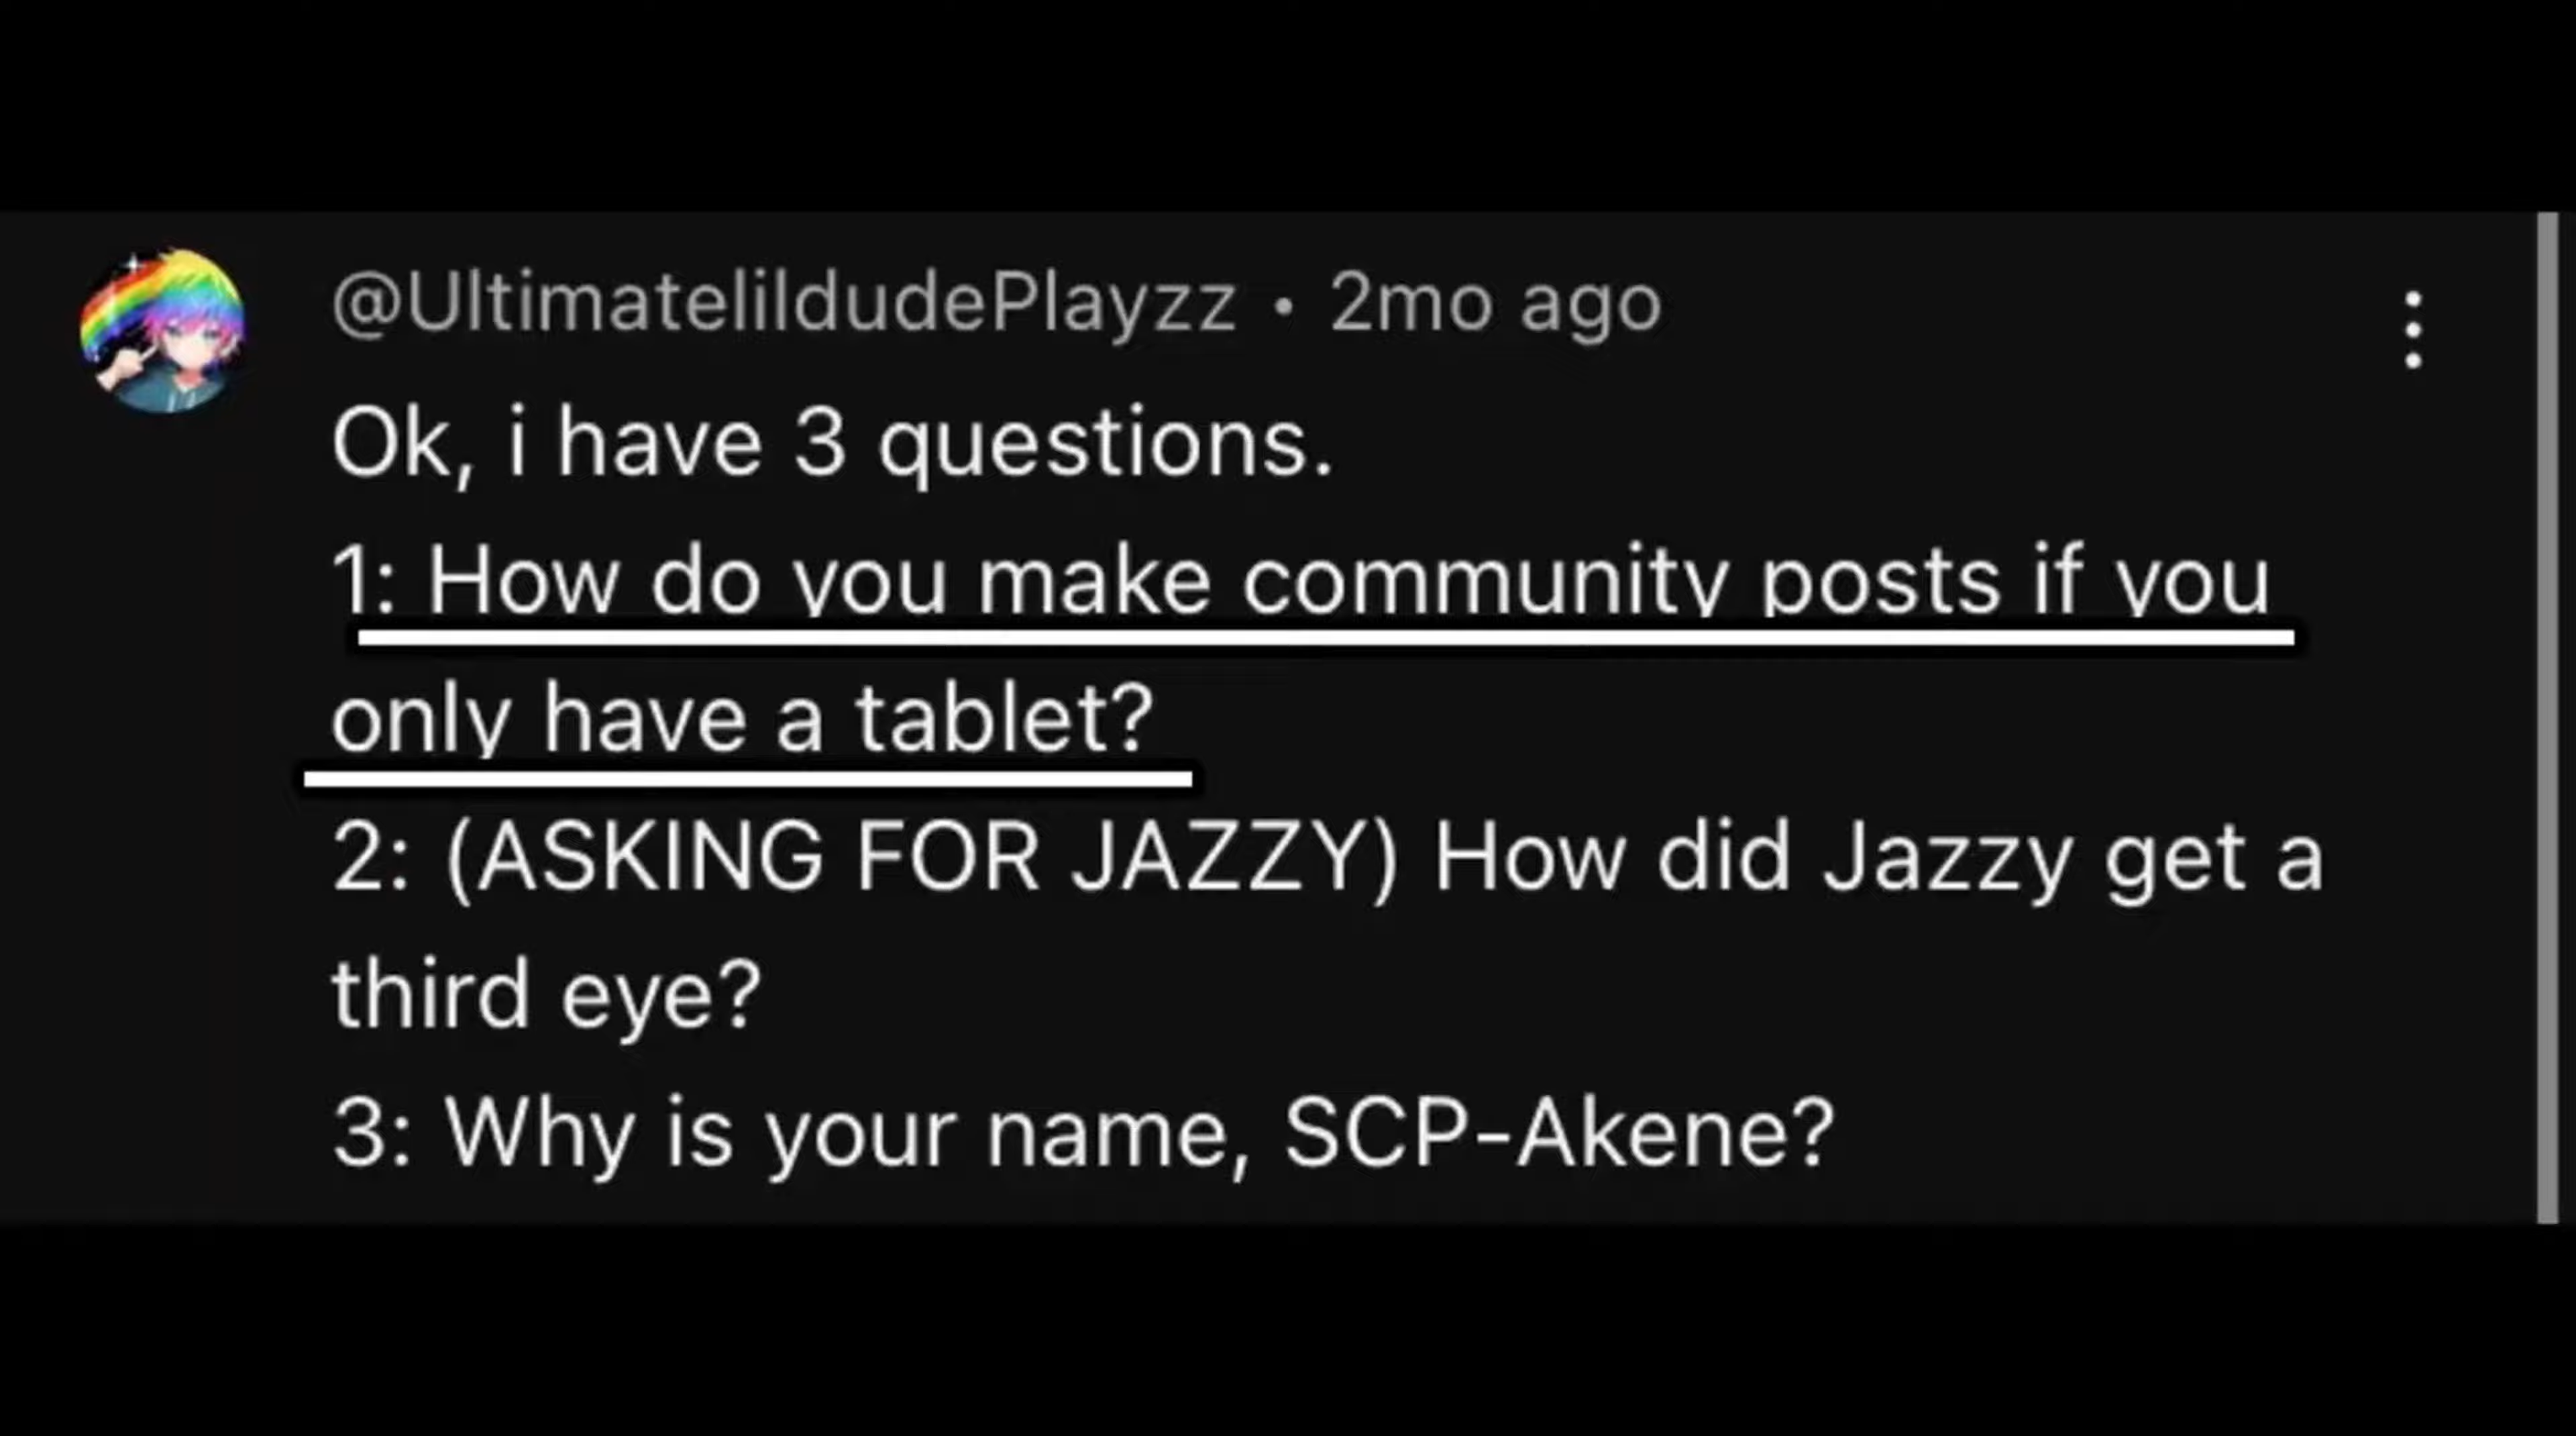 @UltimatelildudePlayzz • 2mo ago
Ok, i have 3 questions.
1: How do you make community posts if you
only have a tablet?
2: (ASKING FOR JAZZY) How did Jazzy get a
third eye?
3: Why is your name, SCP-Akene?